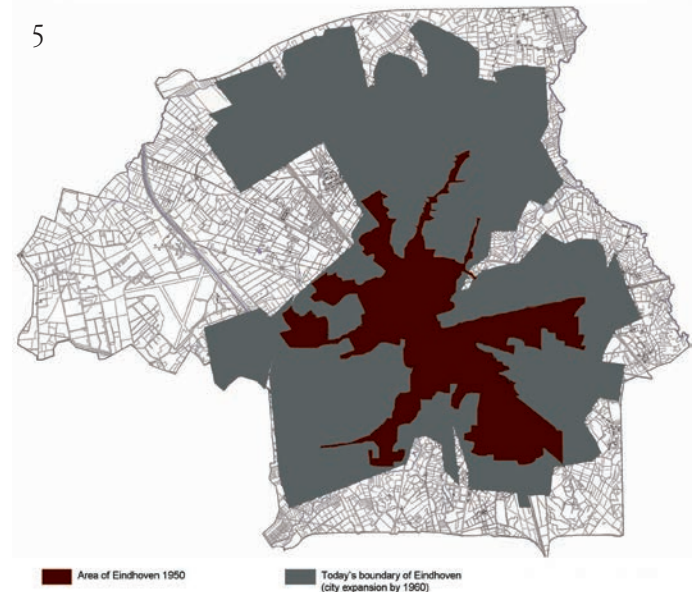 5
Area of Eindhoven 1950
Today's boundary of Eindhoven
(city expansion by 1960)